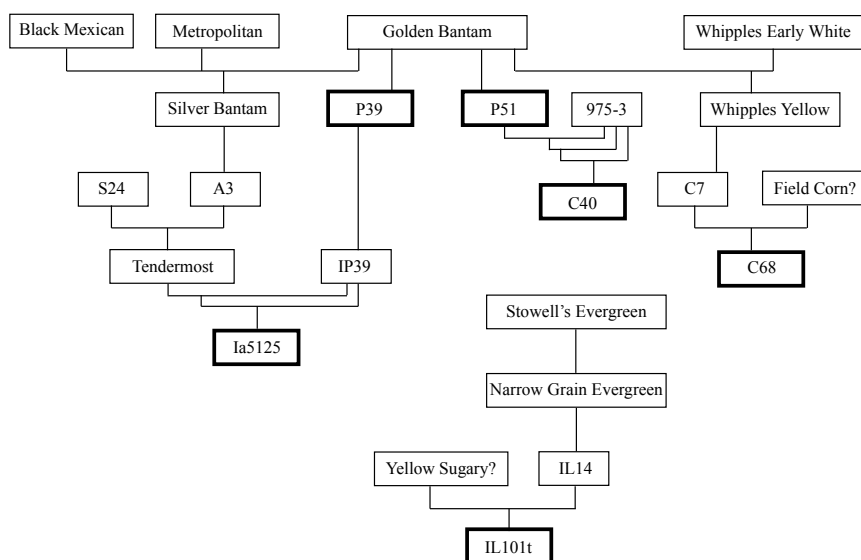 Black Mexican
Metropolitan
Golden Bantam
Whipples Early White
Silver Bantam
P39
P51
975-3
Whipples Yellow
S24
A3
C40
C7
Field Corn?
Tendermost
IP39
C68
Ia5125
Stowell’s Evergreen
Narrow Grain Evergreen
Yellow Sugary?
IL14
IL101t